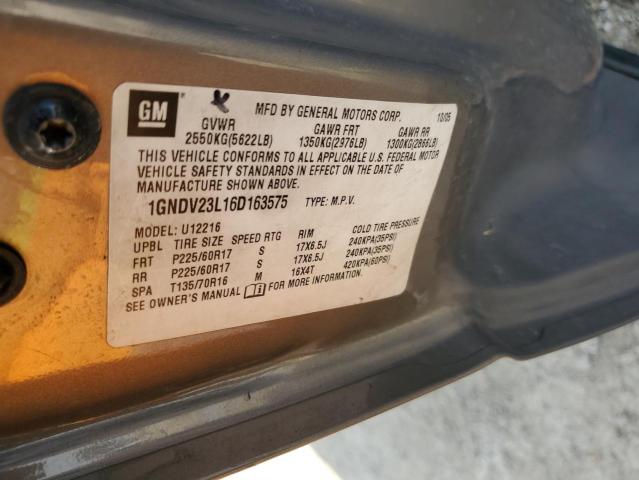 GM ® MFD BY GENERAL MOTORS CORP. 10/05
GVWR GAWR FRT GAWR RR
2550KG(5622LB) 1350KG(2976LB) 1300KG(2866LB)
THIS VEHICLE CONFORMS TO ALL APPLICABLE U.S. FEDERAL MOTOR
VEHICLE SAFETY STANDARDS IN EFFECT ON THE DATE OF
MANUFACTURE SHOWN ABOVE.
1GNDV23L16D163575 TYPE: M.P.V.
MODEL: U12216
UPBL TIRE SIZE SPEED RTG RIM COLD TIRE PRESSURE
FRT P225/60R17 S 17X6.5J 240KPA(35PSI)
RR P225/60R17 S 17X6.5J 240KPA(35PSI)
SPA T135/70R16 M 16X4T 420KPA(60PSI)
SEE OWNER'S MANUAL FOR MORE INFORMATION.